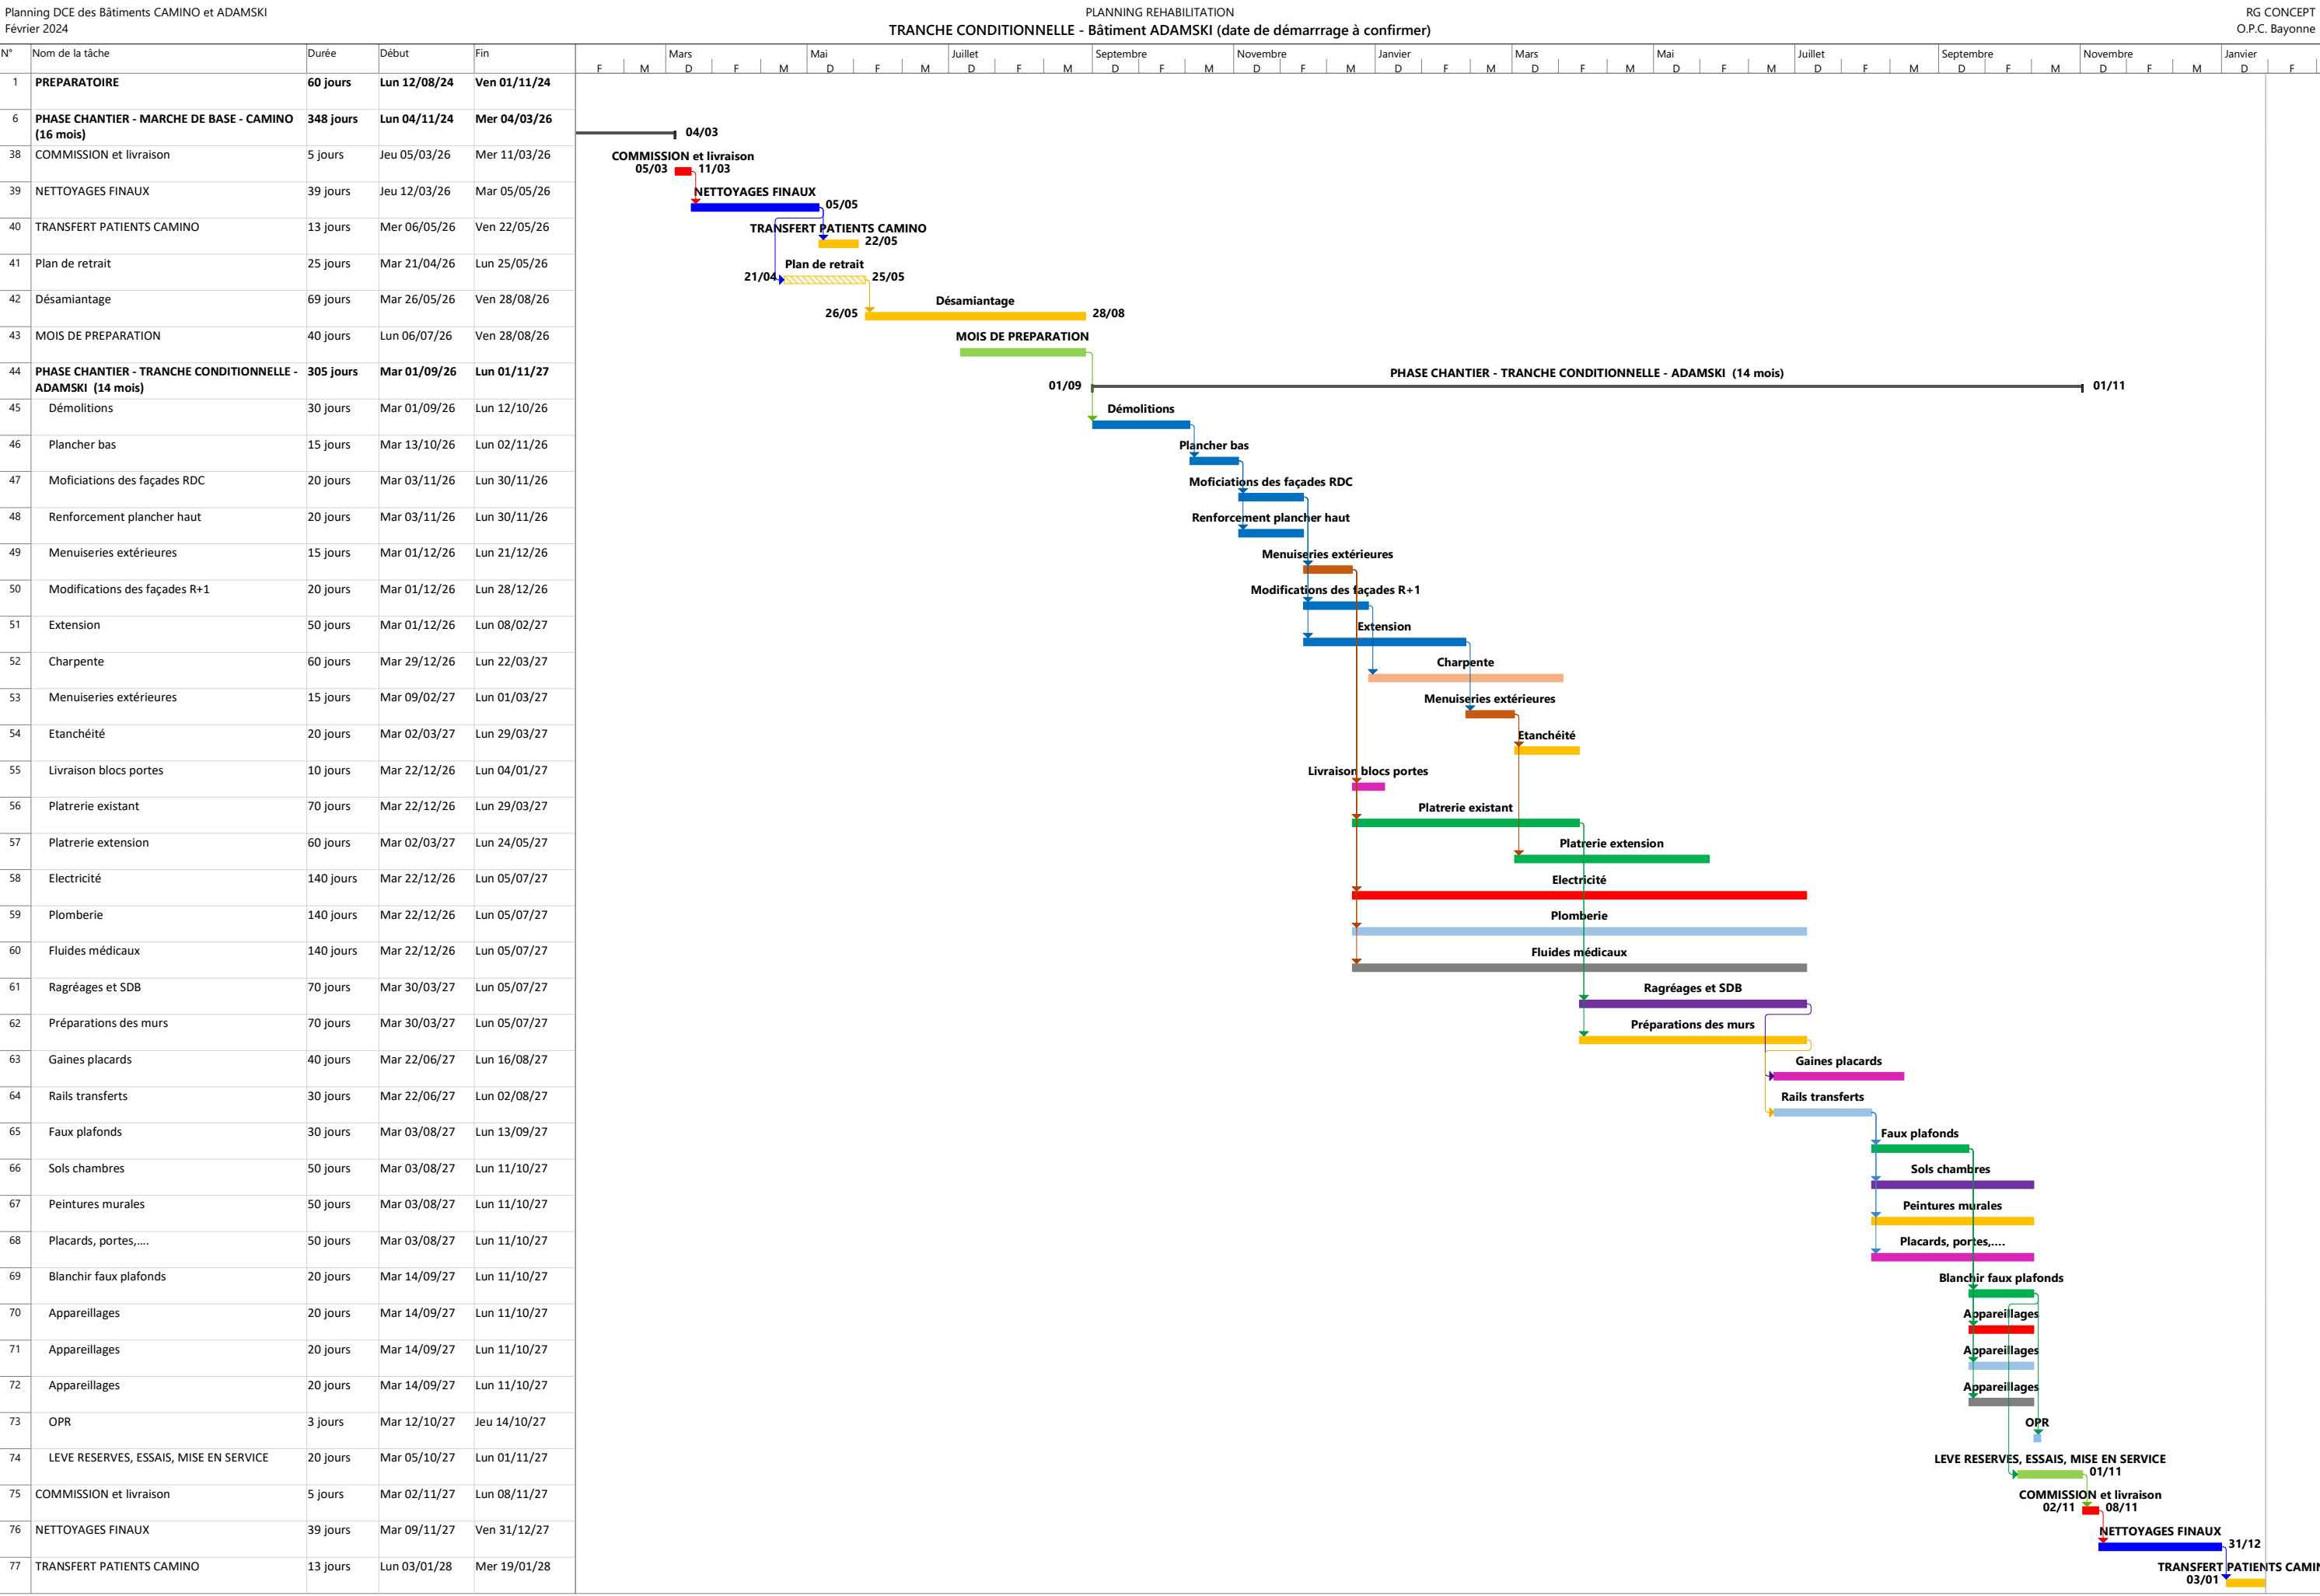 Planning DCE des Bâtiments CAMINO et ADAMSKI
Février 2024
PLANNING REHABILITATION
TRANCHE CONDITIONNELLE - Bâtiment ADAMSKI (date de démarrrage à confirmer)
RG CONCEPT
O.P.C. Bayonne
N° Nom de la tâche Durée Début Fin
Mars Mai Juillet Septembre Novembre Janvier Mars Mai Juillet Septembre Novembre Janvier
F M D F M D F M D F M D F M D F M D F M D F M D F M D F M D F M D F M D F
1 PREPARATOIRE 60 jours Lun 12/08/24 Ven 01/11/24
6 PHASE CHANTIER - MARCHE DE BASE - CAMINO (16 mois) 348 jours Lun 04/11/24 Mer 04/03/26
38 COMMISSION et livraison 5 jours Jeu 05/03/26 Mer 11/03/26
39 NETTOYAGES FINAUX 39 jours Jeu 12/03/26 Mar 05/05/26
40 TRANSFERT PATIENTS CAMINO 13 jours Mer 06/05/26 Ven 22/05/26
41 Plan de retrait 25 jours Mar 21/04/26 Lun 25/05/26
42 Désamiantage 69 jours Mar 26/05/26 Ven 28/08/26
43 MOIS DE PREPARATION 40 jours Lun 06/07/26 Ven 28/08/26
44 PHASE CHANTIER - TRANCHE CONDITIONNELLE - ADAMSKI (14 mois) 305 jours Mar 01/09/26 Lun 01/11/27
45 Démolitions 30 jours Mar 01/09/26 Lun 12/10/26
46 Plancher bas 15 jours Mar 13/10/26 Lun 02/11/26
47 Moficiations des façades RDC 20 jours Mar 03/11/26 Lun 30/11/26
48 Renforcement plancher haut 20 jours Mar 03/11/26 Lun 30/11/26
49 Menuiseries extérieures 15 jours Mar 01/12/26 Lun 21/12/26
50 Modifications des façades R+1 20 jours Mar 01/12/26 Lun 28/12/26
51 Extension 50 jours Mar 01/12/26 Lun 08/02/27
52 Charpente 60 jours Mar 29/12/26 Lun 22/03/27
53 Menuiseries extérieures 15 jours Mar 09/02/27 Lun 01/03/27
54 Etanchéité 20 jours Mar 02/03/27 Lun 29/03/27
55 Livraison blocs portes 10 jours Mar 22/12/26 Lun 04/01/27
56 Platrerie existant 70 jours Mar 22/12/26 Lun 29/03/27
57 Platrerie extension 60 jours Mar 02/03/27 Lun 24/05/27
58 Electricité 140 jours Mar 22/12/26 Lun 05/07/27
59 Plomberie 140 jours Mar 22/12/26 Lun 05/07/27
60 Fluides médicaux 140 jours Mar 22/12/26 Lun 05/07/27
61 Ragréages et SDB 70 jours Mar 30/03/27 Lun 05/07/27
62 Préparations des murs 70 jours Mar 30/03/27 Lun 05/07/27
63 Gaines placards 40 jours Mar 22/06/27 Lun 16/08/27
64 Rails transferts 30 jours Mar 22/06/27 Lun 02/08/27
65 Faux plafonds 30 jours Mar 03/08/27 Lun 13/09/27
66 Sols chambres 50 jours Mar 03/08/27 Lun 11/10/27
67 Peintures murales 50 jours Mar 03/08/27 Lun 11/10/27
68 Placards, portes,.... 50 jours Mar 03/08/27 Lun 11/10/27
69 Blanchir faux plafonds 20 jours Mar 14/09/27 Lun 11/10/27
70 Appareillages 20 jours Mar 14/09/27 Lun 11/10/27
71 Appareillages 20 jours Mar 14/09/27 Lun 11/10/27
72 Appareillages 20 jours Mar 14/09/27 Lun 11/10/27
73 OPR 3 jours Mar 12/10/27 Jeu 14/10/27
74 LEVE RESERVES, ESSAIS, MISE EN SERVICE 20 jours Mar 05/10/27 Lun 01/11/27
75 COMMISSION et livraison 5 jours Mar 02/11/27 Lun 08/11/27
76 NETTOYAGES FINAUX 39 jours Mar 09/11/27 Ven 31/12/27
77 TRANSFERT PATIENTS CAMINO 13 jours Lun 03/01/28 Mer 19/01/28
04/03
COMMISSION et livraison
05/03 11/03
NETTOYAGES FINAUX
05/05
TRANSFERT PATIENTS CAMINO
22/05
Plan de retrait
21/04 25/05
Désamiantage
26/05 28/08
MOIS DE PREPARATION
PHASE CHANTIER - TRANCHE CONDITIONNELLE - ADAMSKI (14 mois)
01/09 01/11
Démolitions
Plancher bas
Moficiations des façades RDC
Renforcement plancher haut
Menuiseries extérieures
Modifications des façades R+1
Extension
Charpente
Menuiseries extérieures
Etanchéité
Livraison blocs portes
Platrerie existant
Platrerie extension
Electricité
Plomberie
Fluides médicaux
Ragréages et SDB
Préparations des murs
Gaines placards
Rails transferts
Faux plafonds
Sols chambres
Peintures murales
Placards, portes,....
Blanchir faux plafonds
Appareillages
Appareillages
Appareillages
OPR
LEVE RESERVES, ESSAIS, MISE EN SERVICE
01/11
COMMISSION et livraison
02/11 08/11
NETTOYAGES FINAUX
31/12
TRANSFERT PATIENTS CAMIN
03/01